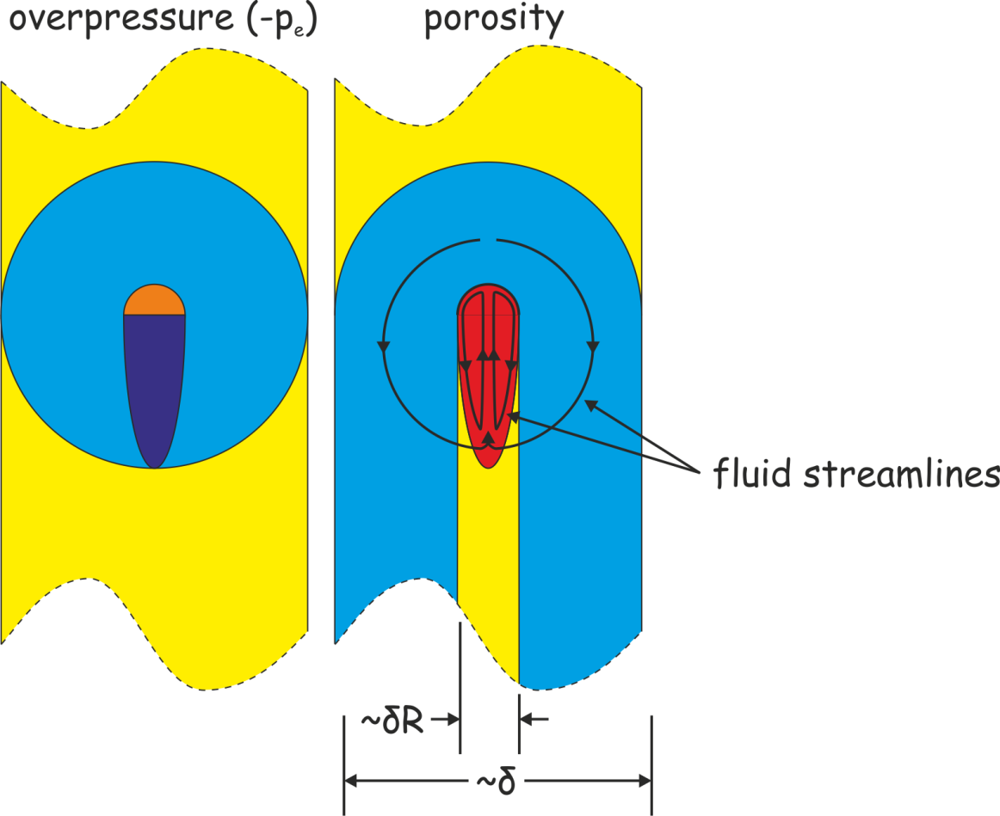 overpressure (-pₑ)
porosity
fluid streamlines
~δR
~δ